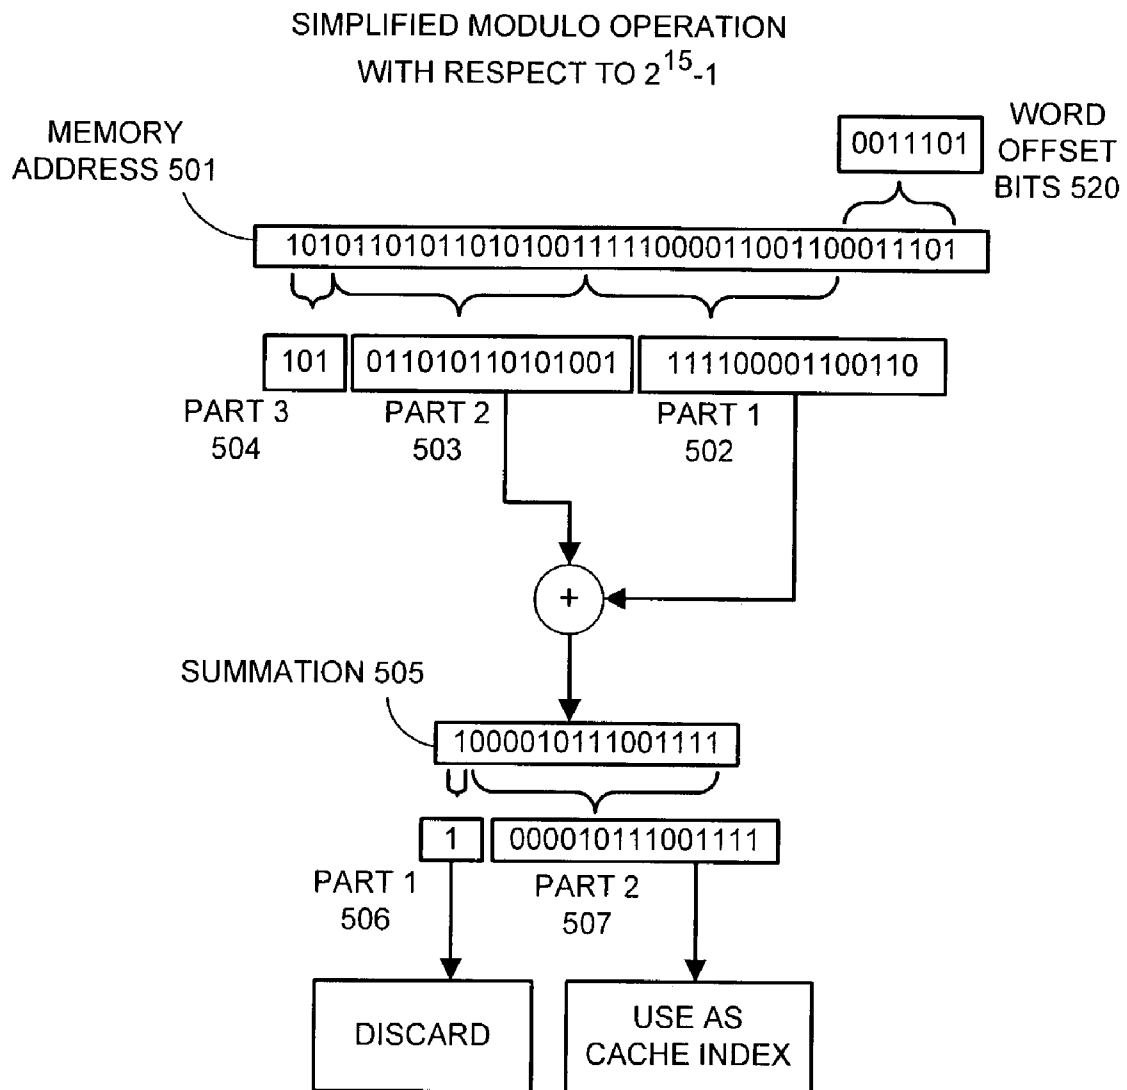 SIMPLIFIED MODULO OPERATION
WITH RESPECT TO 2^15-1
MEMORY
ADDRESS 501
0011101
WORD
OFFSET
BITS 520
1010110101101010011111000011001100011101
101
011010110101001
111100001100110
PART 3
504
PART 2
503
PART 1
502
+
SUMMATION 505
1000010111001111
1
000010111001111
PART 1
506
PART 2
507
DISCARD
USE AS
CACHE INDEX